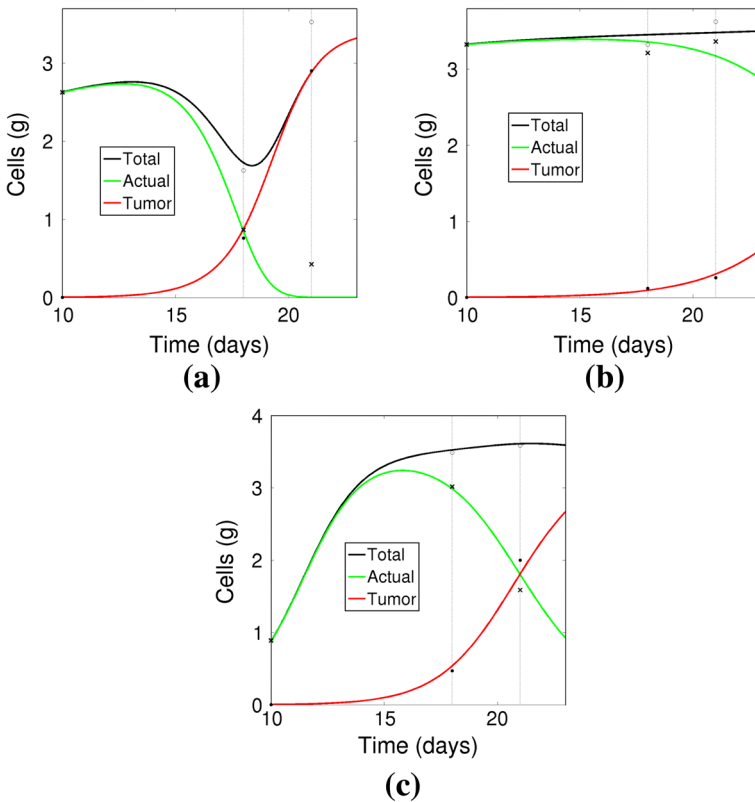 3
2
1
0
Cells (g)
Total
Actual
Tumor
10
15
20
Time (days)
(a)
3
2
1
0
Cells (g)
Total
Actual
Tumor
10
15
20
Time (days)
(b)
4
3
2
1
0
Cells (g)
Total
Actual
Tumor
10
15
20
Time (days)
(c)